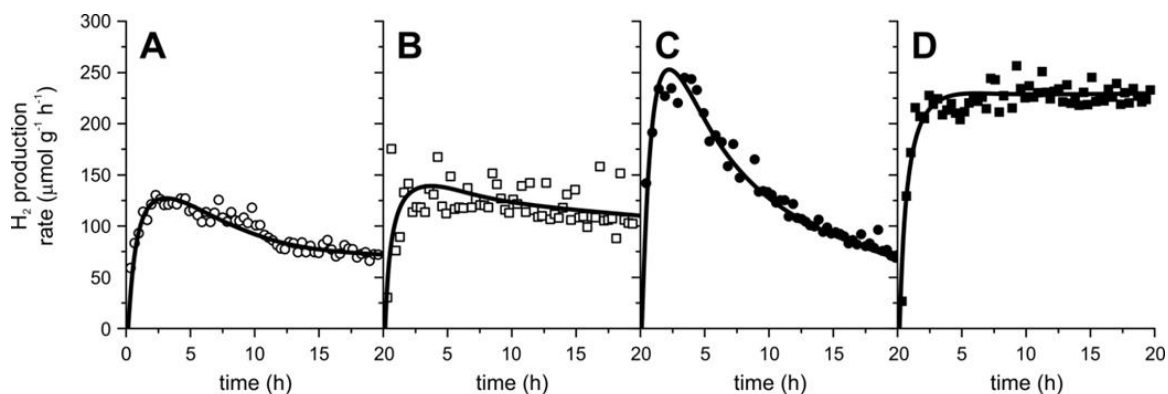 A B C D
300
250
200
150
100
50
0
H₂ production
rate (μmol g⁻¹ h⁻¹)
0 5 10 15 20 5 10 15 20 5 10 15 20 5 10 15 20
time (h) time (h) time (h) time (h)